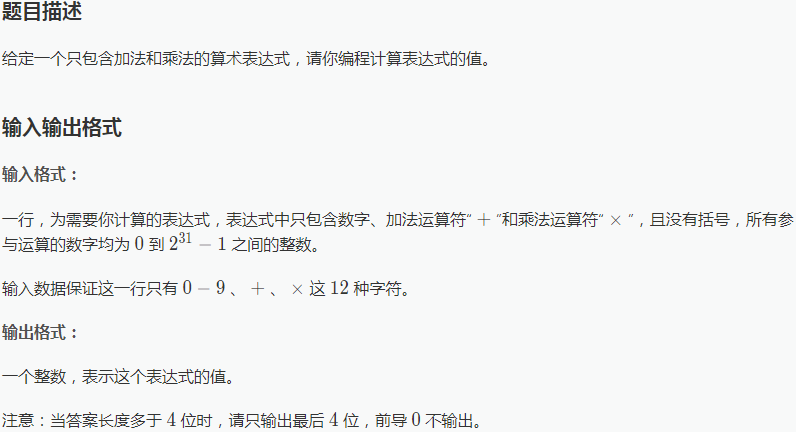 题目描述
给定一个只包含加法和乘法的算术表达式，请你编程计算表达式的值。
输入输出格式
输入格式：
一行，为需要你计算的表达式，表达式中只包含数字、加法运算符“ + ”和乘法运算符“ × ”，且没有括号，所有参
与运算的数字均为 0 到 2^31 − 1 之间的整数。
输入数据保证这一行只有 0 − 9 、 + 、 × 这 12 种字符。
输出格式：
一个整数，表示这个表达式的值。
注意：当答案长度多于 4 位时，请只输出最后 4 位，前导 0 不输出。